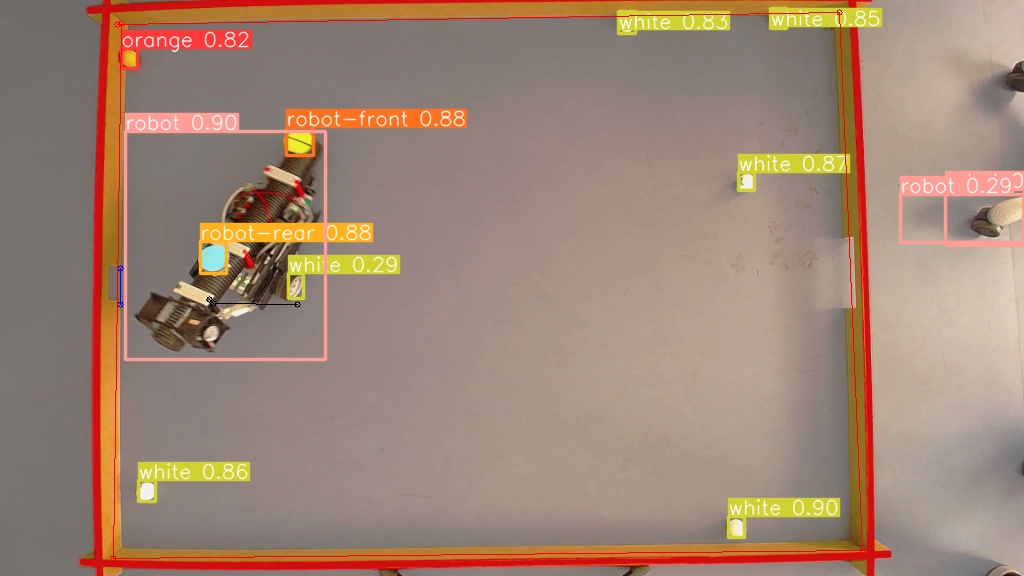 white 0.83
white 0.85
orange 0.82
robot 0.90
robot-front 0.88
white 0.87
robot 0.29
robot-rear 0.88
white 0.29
white 0.86
white 0.90